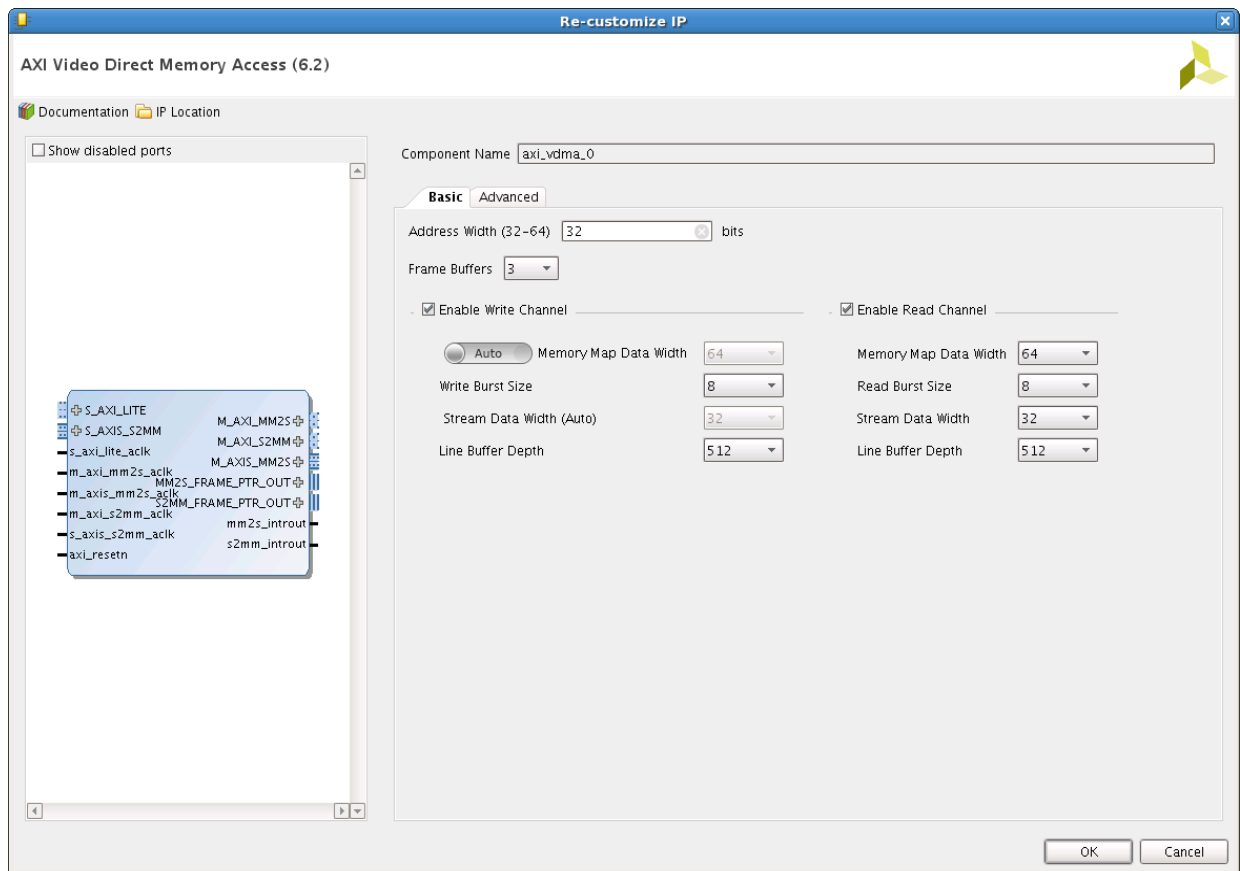 Re-customize IP
AXI Video Direct Memory Access (6.2)
Documentation IP Location
Show disabled ports
S_AXI_LITE
S_AXIS_S2MM
s_axi_lite_aclk
m_axi_mm2s_aclk
m_axis_mm2s_aclk
m_axi_s2mm_aclk
s_axis_s2mm_aclk
axi_resetn
M_AXI_MM2S
M_AXI_S2MM
M_AXIS_MM2S
MM2S_FRAME_PTR_OUT
S2MM_FRAME_PTR_OUT
mm2s_introut
s2mm_introut
Component Name axi_vdma_0
Basic Advanced
Address Width (32-64) 32 bits
Frame Buffers 3
Enable Write Channel
Auto Memory Map Data Width 64
Write Burst Size 8
Stream Data Width (Auto) 32
Line Buffer Depth 512
Enable Read Channel
Memory Map Data Width 64
Read Burst Size 8
Stream Data Width 32
Line Buffer Depth 512
OK Cancel